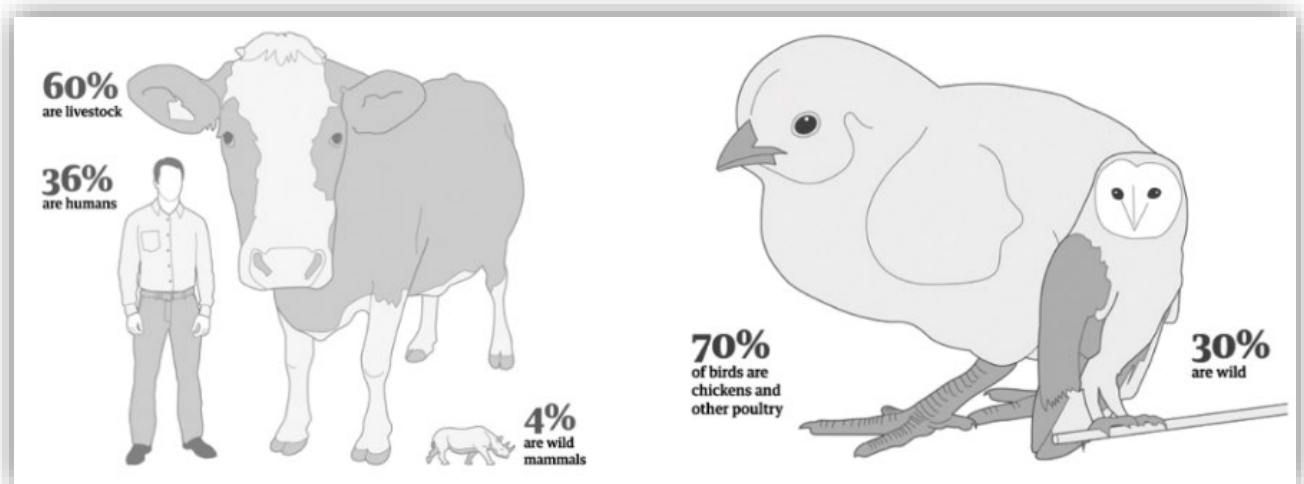 60%
are livestock
36%
are humans
4%
are wild
mammals
70%
of birds are
chickens and
other poultry
30%
are wild